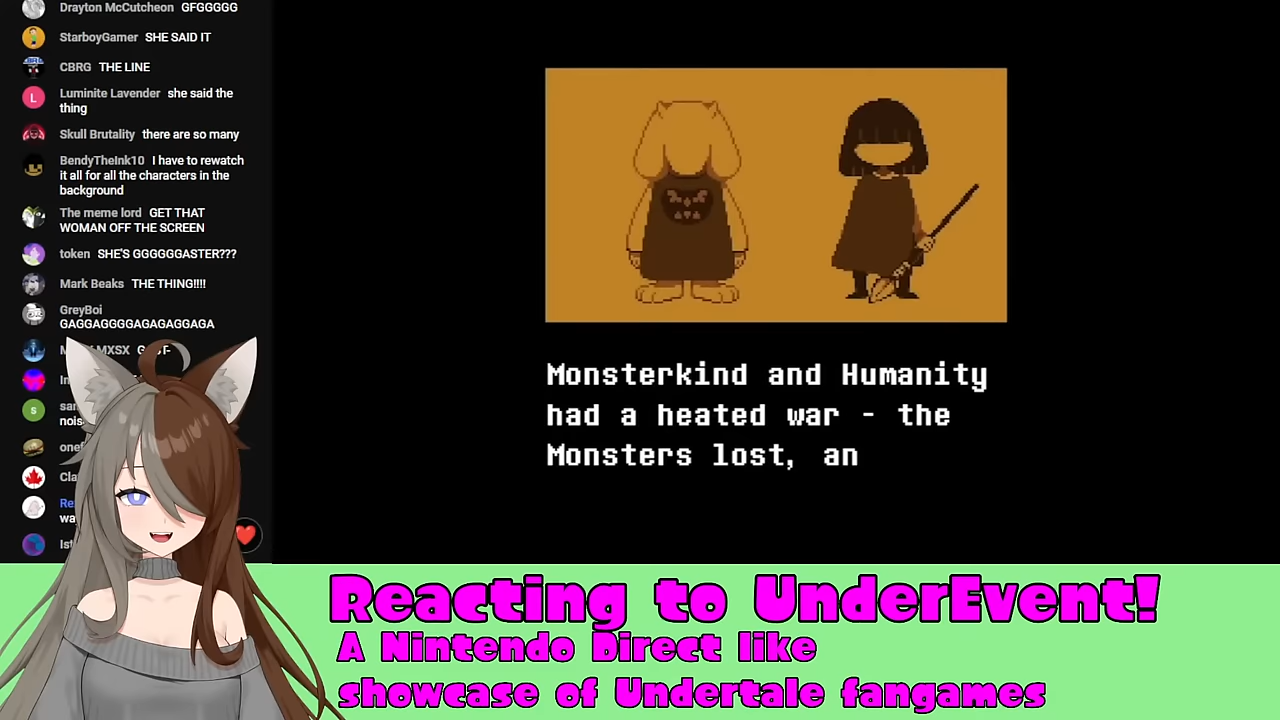 Drayton McCutcheon GFGGGGG
StarboyGamer SHE SAID IT
CBRG THE LINE
L Luminite Lavender she said the
thing
Skull Brutality there are so many
BendyTheInk10 I have to rewatch
it all for all the characters in the
background
The meme lord GET THAT
WOMAN OFF THE SCREEN
token SHE'S GGGGGGASTER???
Mark Beaks THE THING!!!!
GreyBoi
GAGGAGGGGAGAGAGGAGA
MXSX
s
Monsterkind and Humanity
had a heated war - the
Monsters lost, an
Reacting to UnderEvent!
A Nintendo Direct like
showcase of Undertale fangames